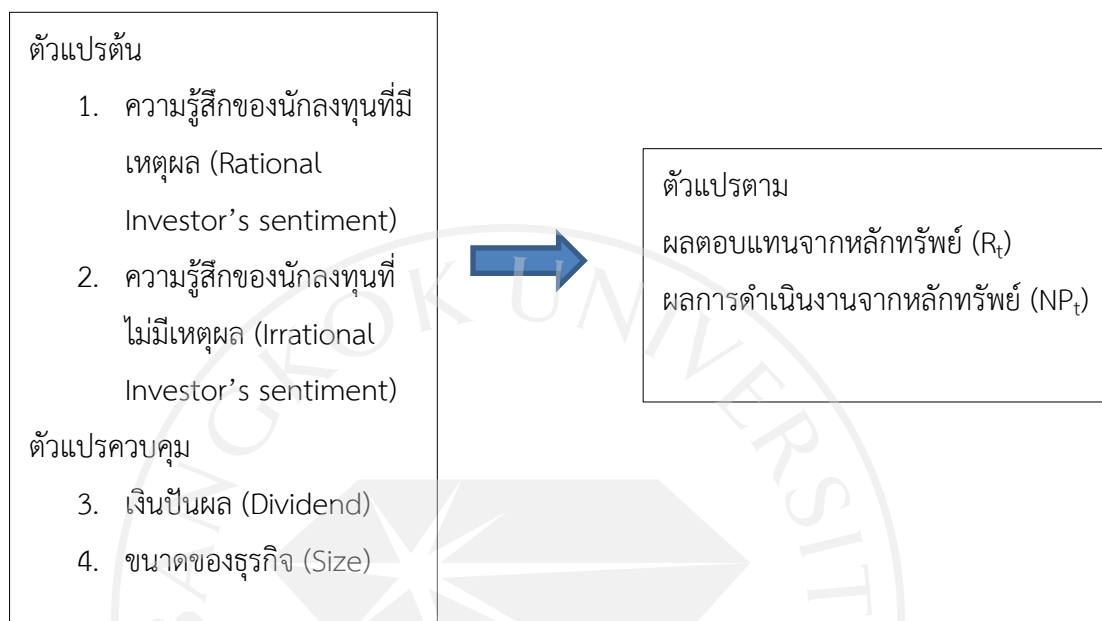 ตัวแปรต้น
1. ความรู้สึกของนักลงทุนที่มี
เหตุผล (Rational
Investor’s sentiment)
2. ความรู้สึกของนักลงทุนที่
ไม่มีเหตุผล (Irrational
Investor’s sentiment)
ตัวแปรควบคุม
3. เงินปันผล (Dividend)
4. ขนาดของธุรกิจ (Size)
ตัวแปรตาม
ผลตอบแทนจากหลักทรัพย์ (Rt)
ผลการดำเนินงานจากหลักทรัพย์ (NPt)
BANGKOK UNIVERSIT